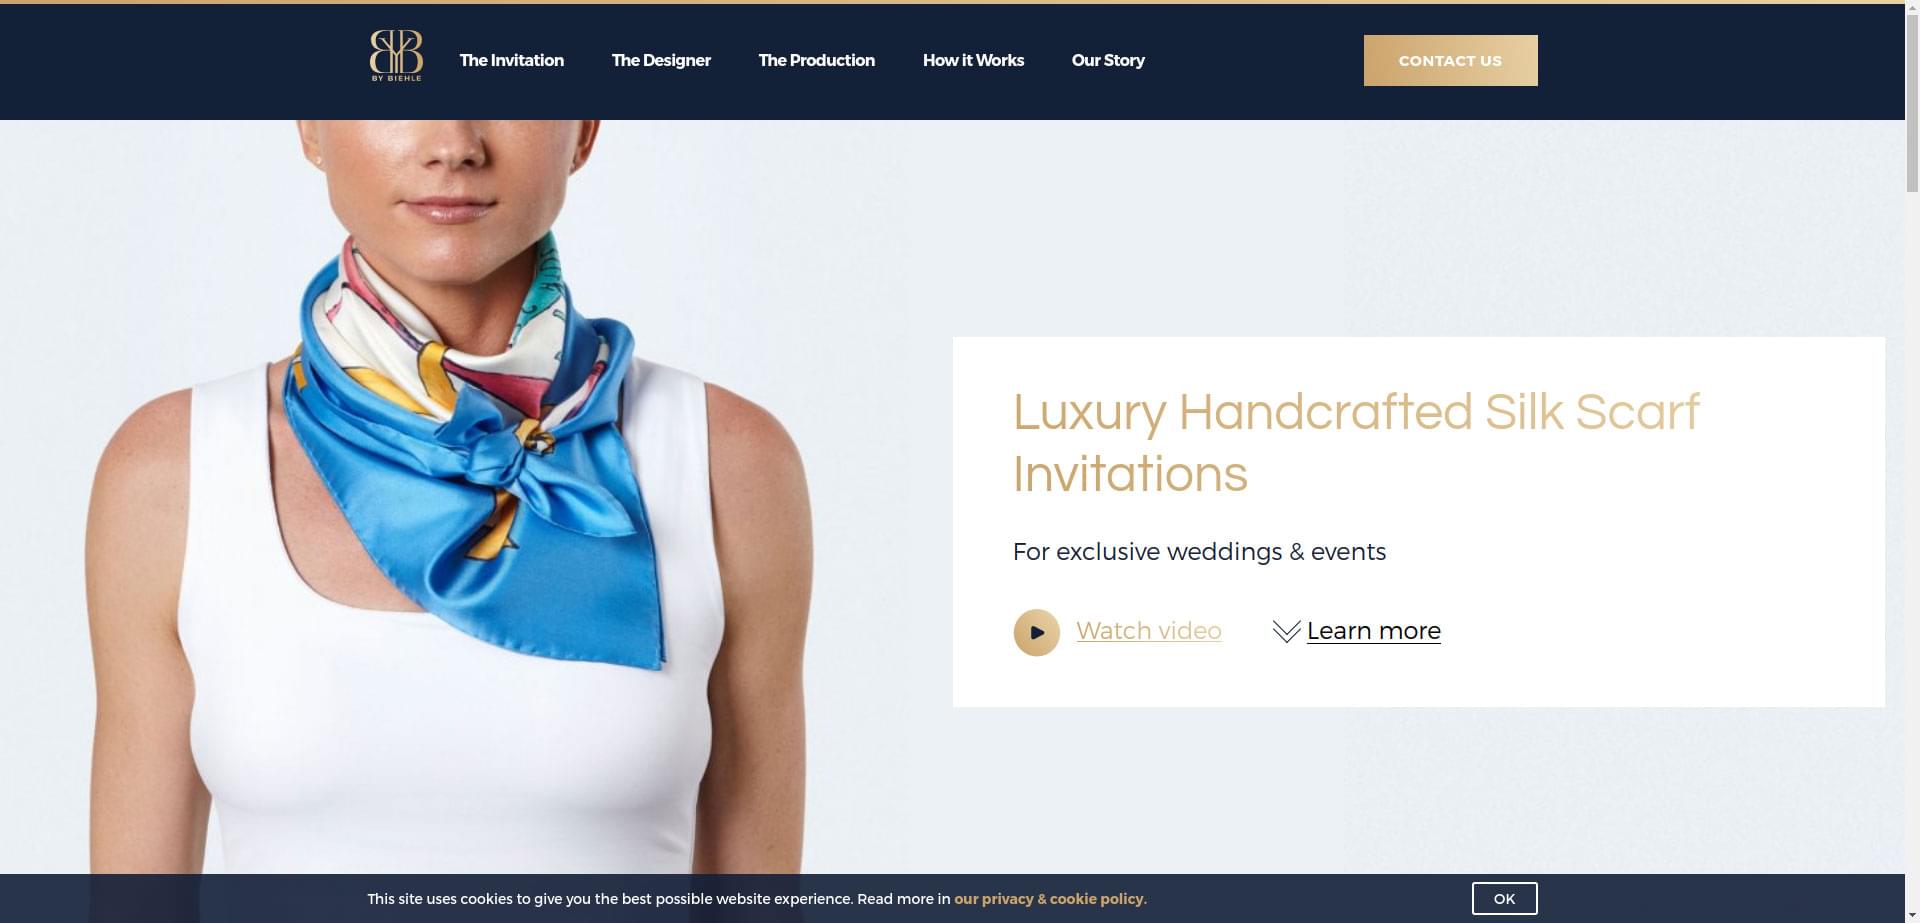 BY BIEHLE
The Invitation
The Designer
The Production
How it Works
Our Story
CONTACT US
Luxury Handcrafted Silk Scarf
Invitations
For exclusive weddings & events
Watch video
Learn more
This site uses cookies to give you the best possible website experience. Read more in our privacy & cookie policy.
OK